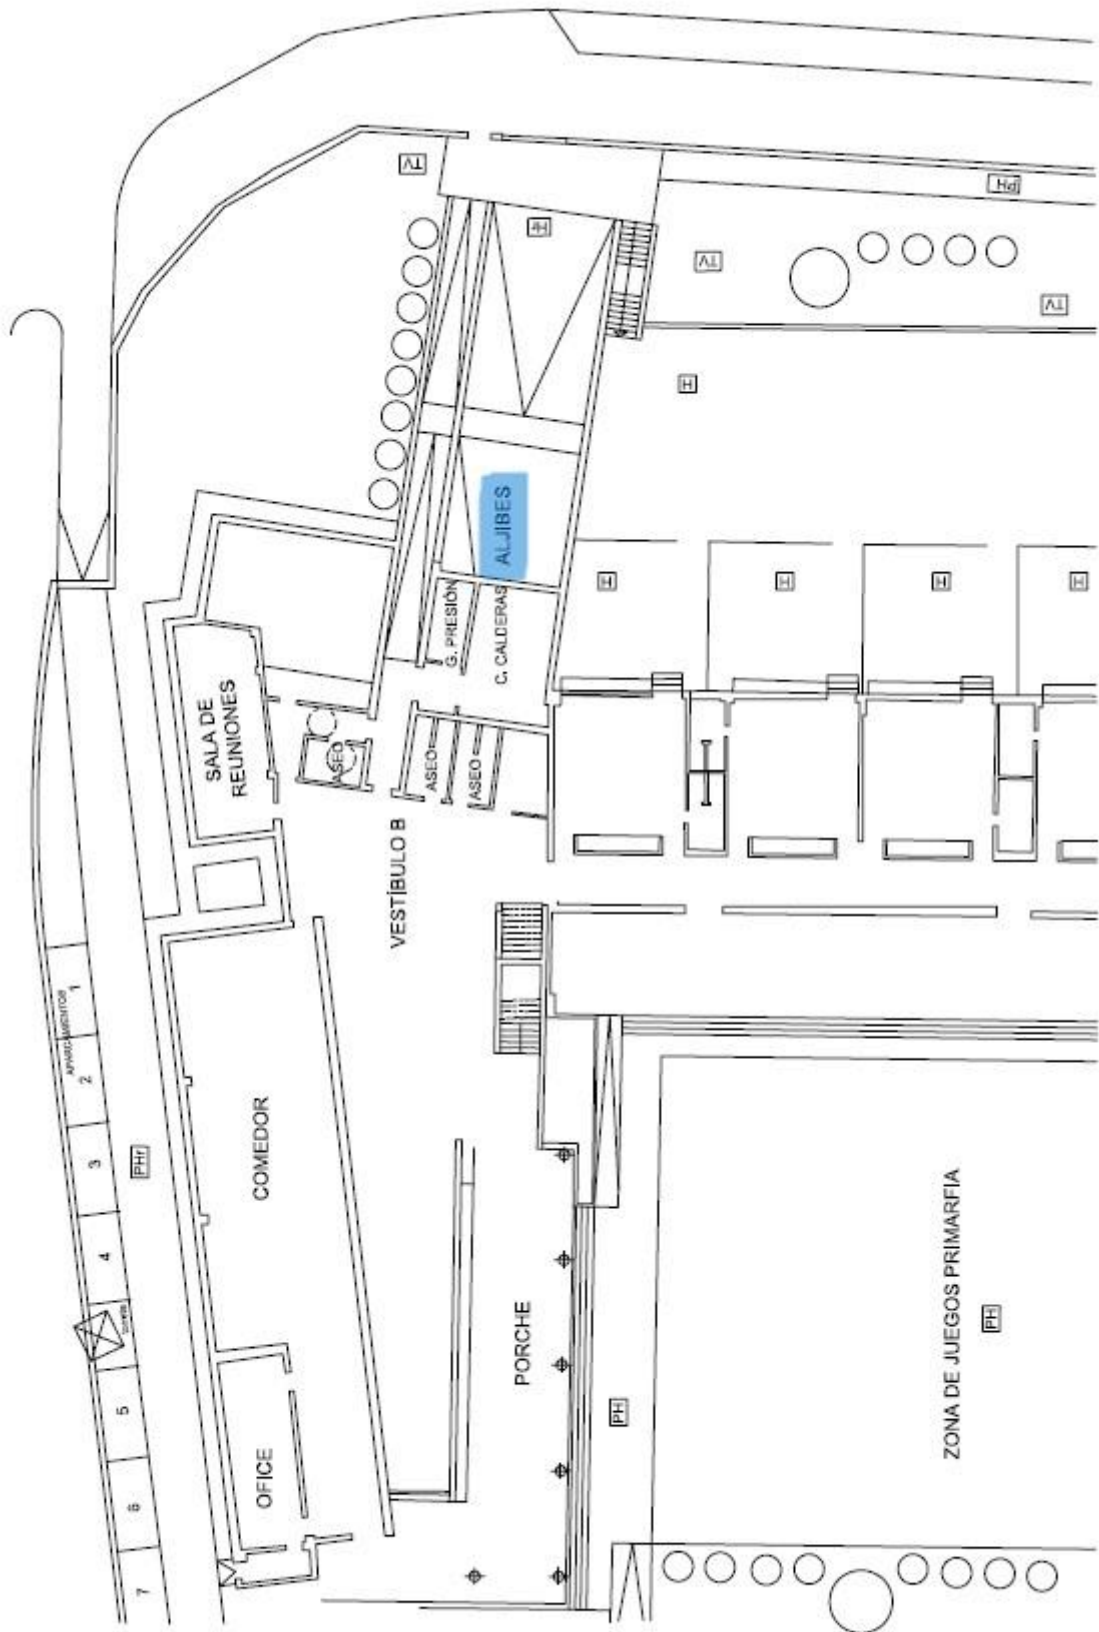 TV
PH
Hr
TV
TV
H
ALJIBES
G. PRESIÓN
C. CALDERAS
H
H
H
H
SALA DE
REUNIONES
ASEO
ASEO
ASEO
VESTÍBULO B
APARCAMIENTOS
1
2
3
4
5
6
7
PHr
COMEDOR
PORCHE
OFICE
PH
PH
ZONA DE JUEGOS PRIMARFIA